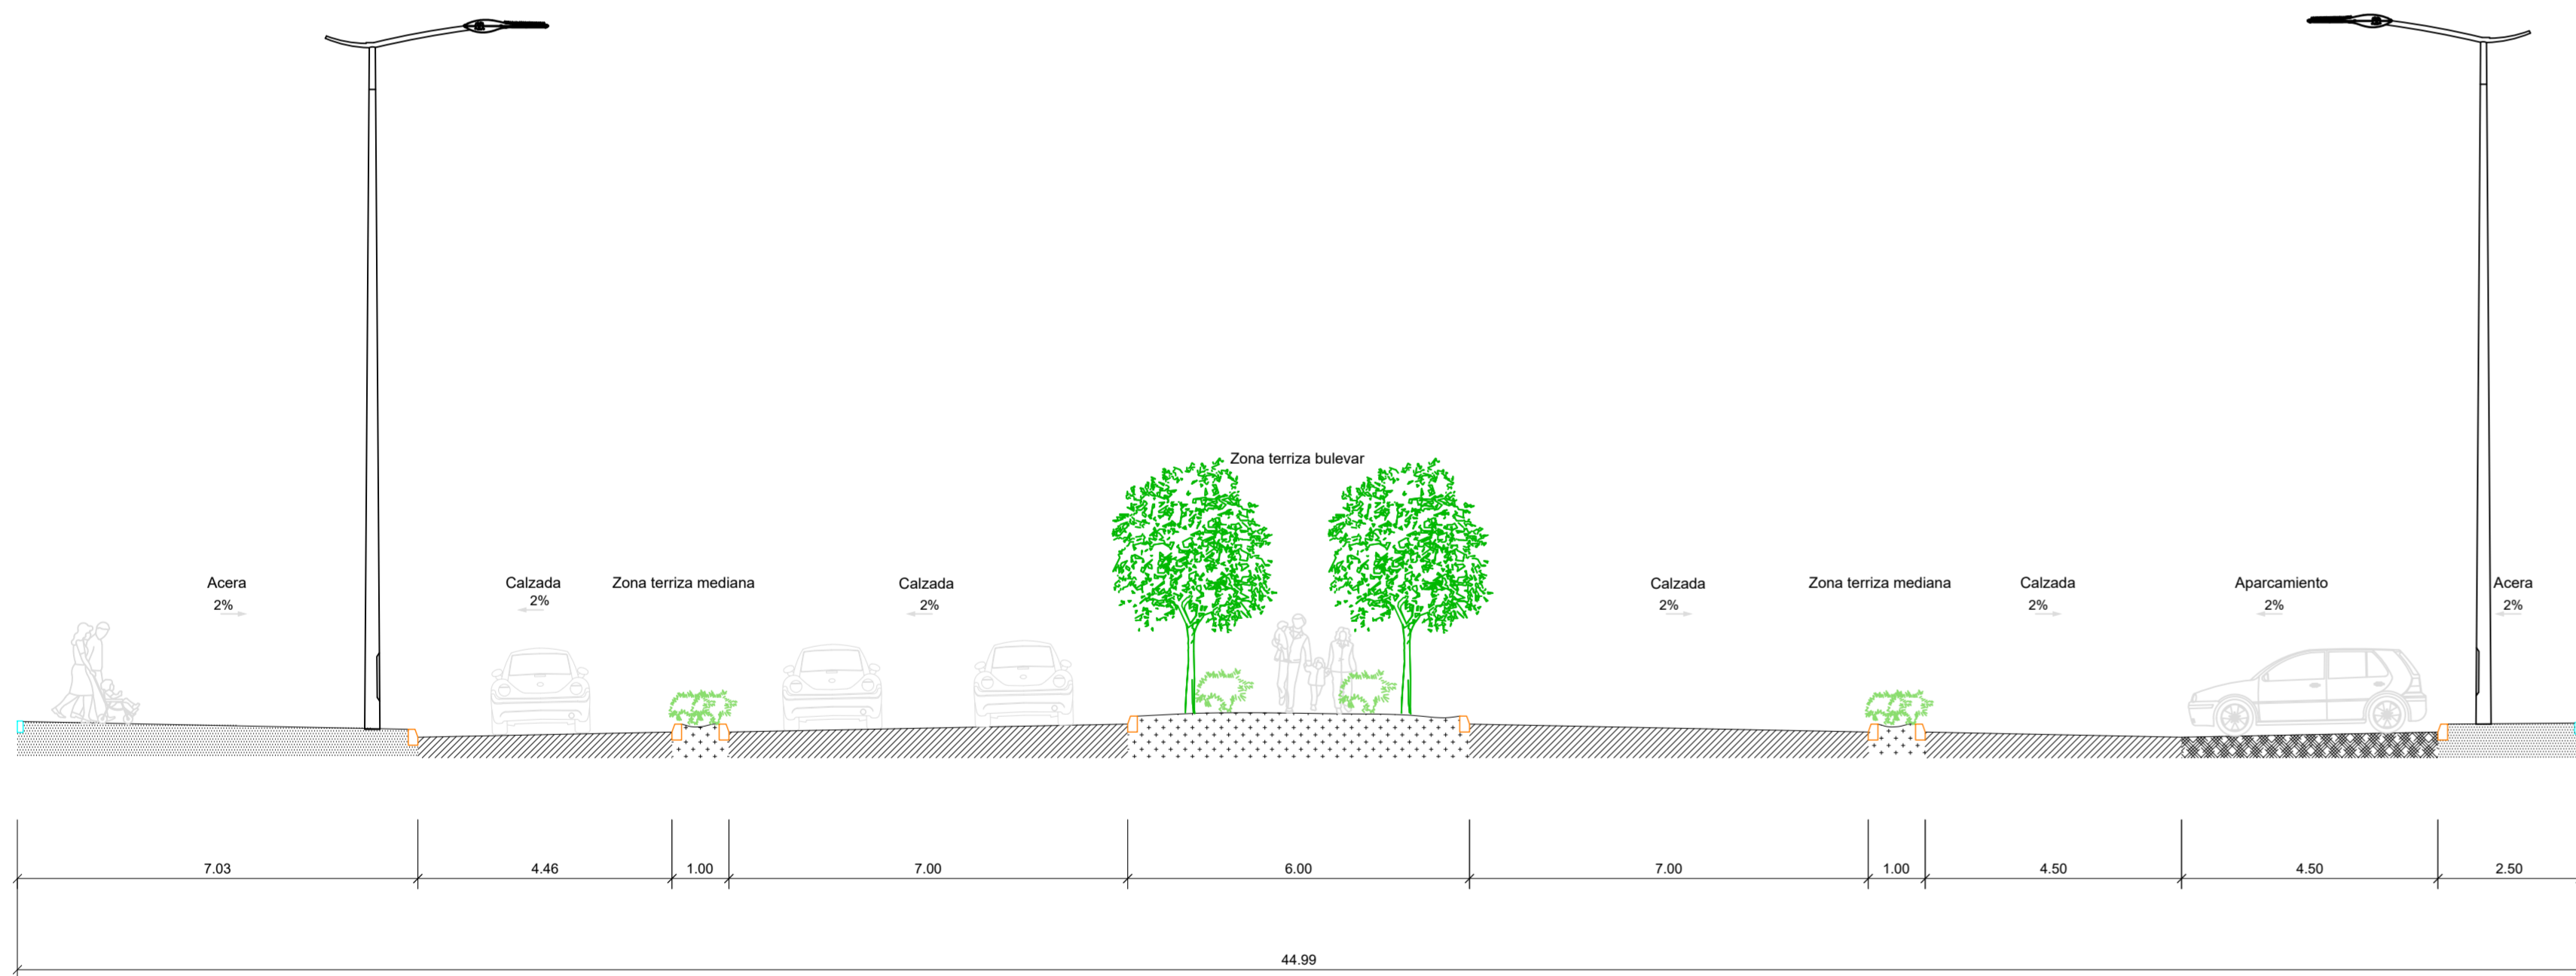 Zona terriza bulevar
Acera
2%
Calzada
2%
Zona terriza mediana
Calzada
2%
Calzada
2%
Zona terriza mediana
Calzada
2%
Aparcamiento
2%
Acera
2%
7.03
4.46
1.00
7.00
6.00
7.00
1.00
4.50
4.50
2.50
44.99